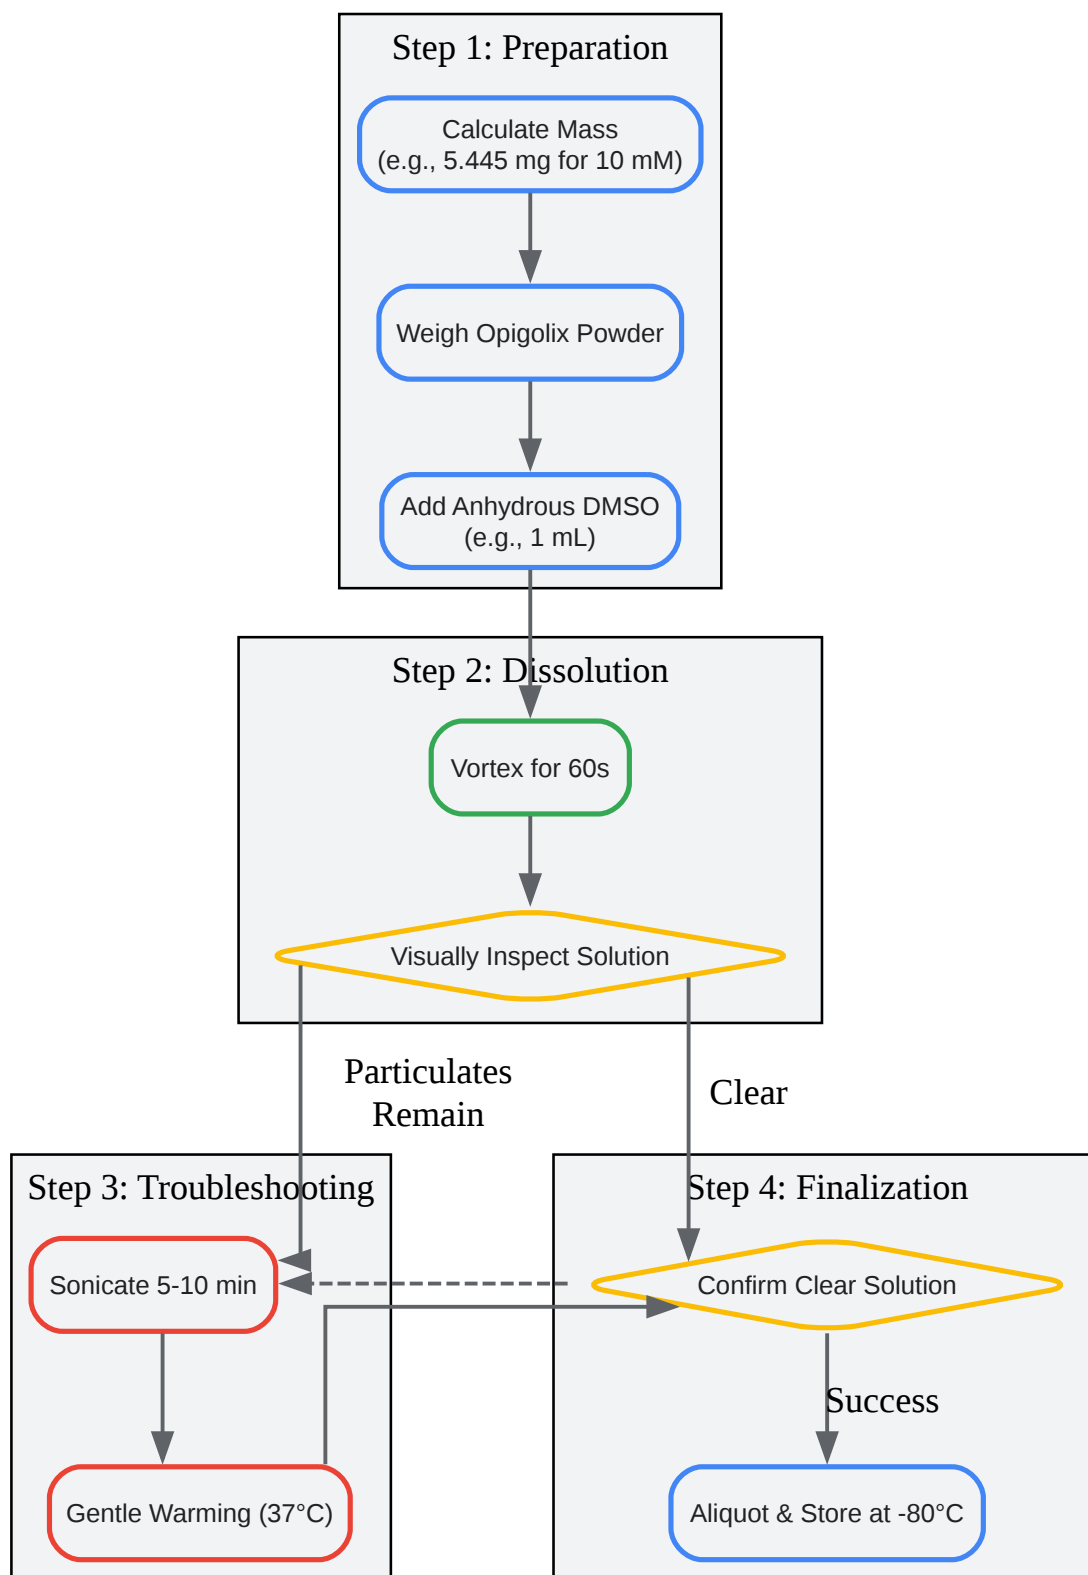 Step 1: Preparation
Calculate Mass
(e.g., 5.445 mg for 10 mM)
Weigh Opigolix Powder
Add Anhydrous DMSO
(e.g., 1 mL)
Step 2: Dissolution
Vortex for 60s
Visually Inspect Solution
Particulates
Remain
Clear
Step 3: Troubleshooting
Sonicate 5-10 min
Gentle Warming (37°C)
Step 4: Finalization
Confirm Clear Solution
Success
Aliquot & Store at -80°C